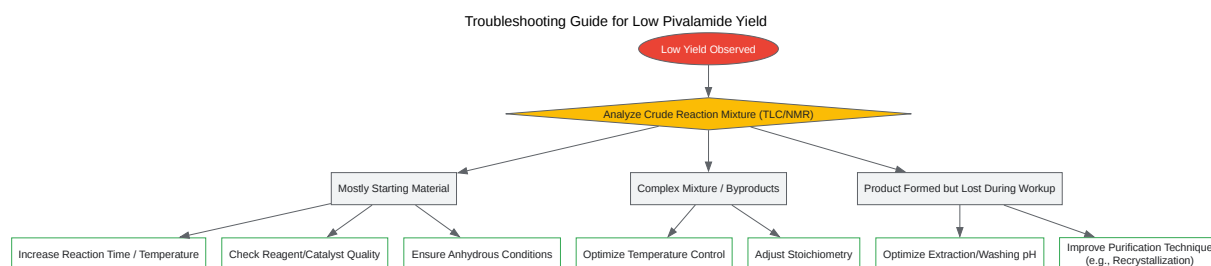 Troubleshooting Guide for Low Pivalamide Yield
Low Yield Observed
Analyze Crude Reaction Mixture (TLC/NMR)
Mostly Starting Material
Complex Mixture / Byproducts
Product Formed but Lost During Workup
Increase Reaction Time / Temperature
Check Reagent/Catalyst Quality
Ensure Anhydrous Conditions
Optimize Temperature Control
Adjust Stoichiometry
Optimize Extraction/Washing pH
Improve Purification Technique
(e.g., Recrystallization)